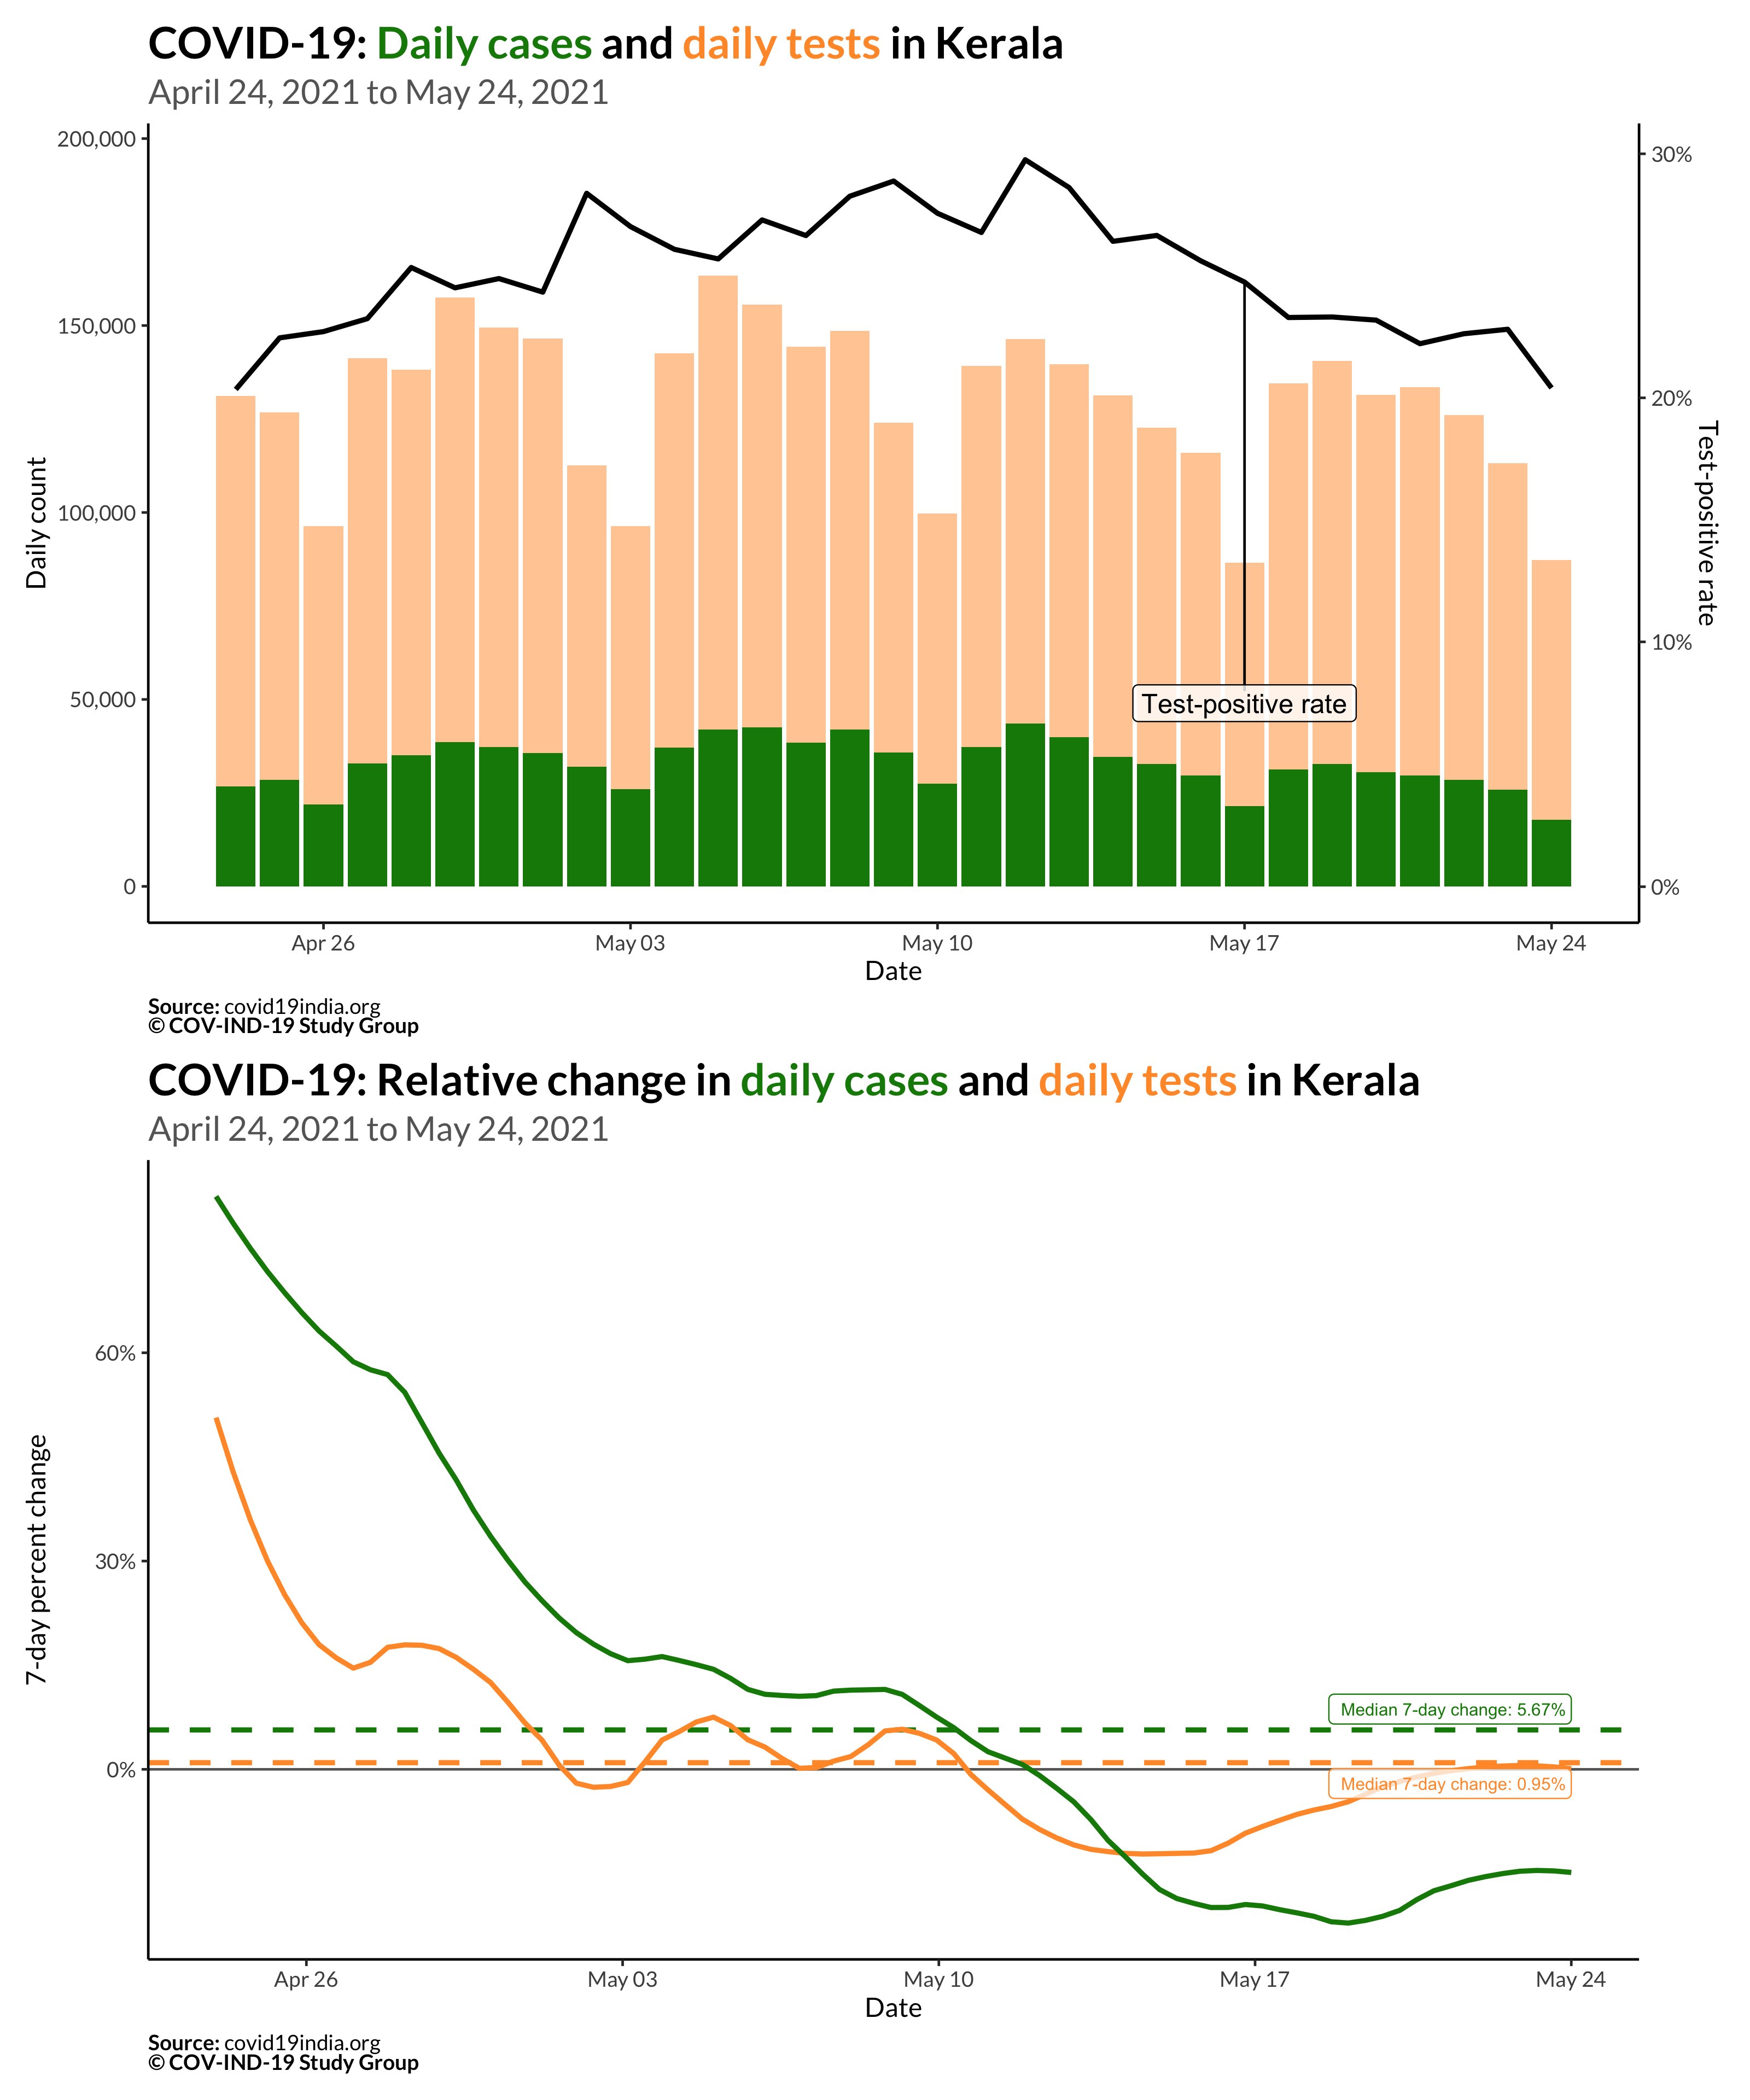 COVID-19: Daily cases and daily tests in Kerala
April 24, 2021 to May 24, 2021
200,000
150,000
100,000
50,000
0
Daily count
30%
20%
10%
0%
Test-positive rate
Test-positive rate
Apr 26
May 03
May 10
May 17
May 24
Date
Source: covid19india.org
© COV-IND-19 Study Group
COVID-19: Relative change in daily cases and daily tests in Kerala
April 24, 2021 to May 24, 2021
60%
30%
0%
7-day percent change
Median 7-day change: 5.67%
Median 7-day change: 0.95%
Apr 26
May 03
May 10
May 17
May 24
Date
Source: covid19india.org
© COV-IND-19 Study Group